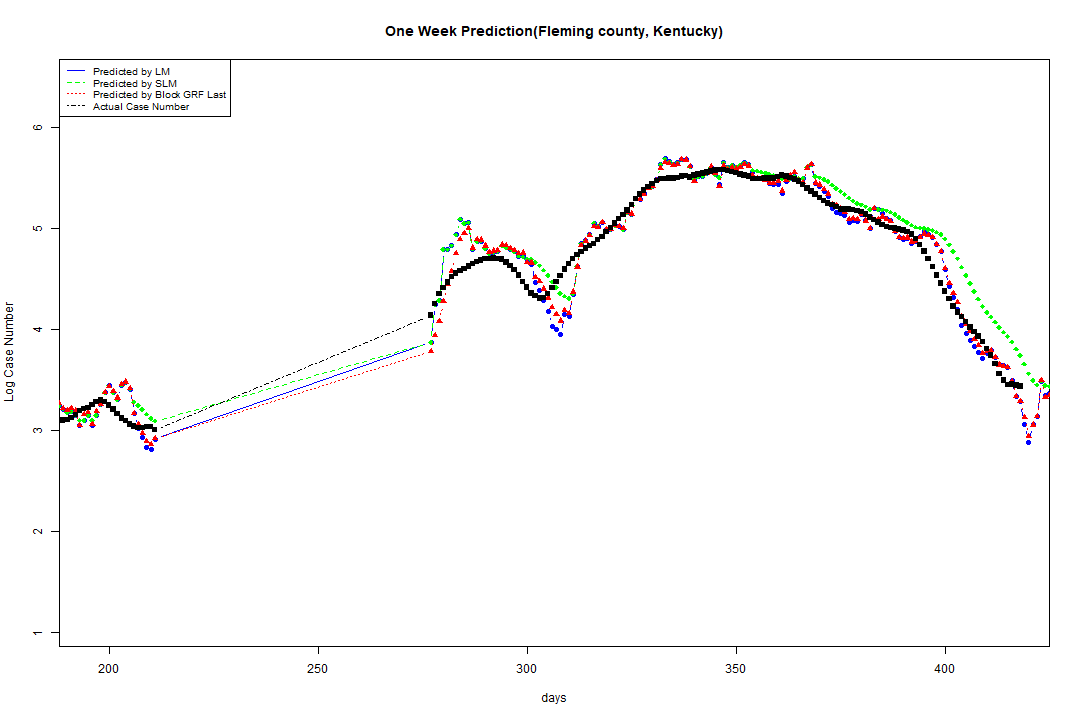 One Week Prediction(Fleming county, Kentucky)
Predicted by LM
Predicted by SLM
Predicted by Block GRF Last
Actual Case Number
Log Case Number
6
5
4
3
2
1
200
250
300
350
400
days